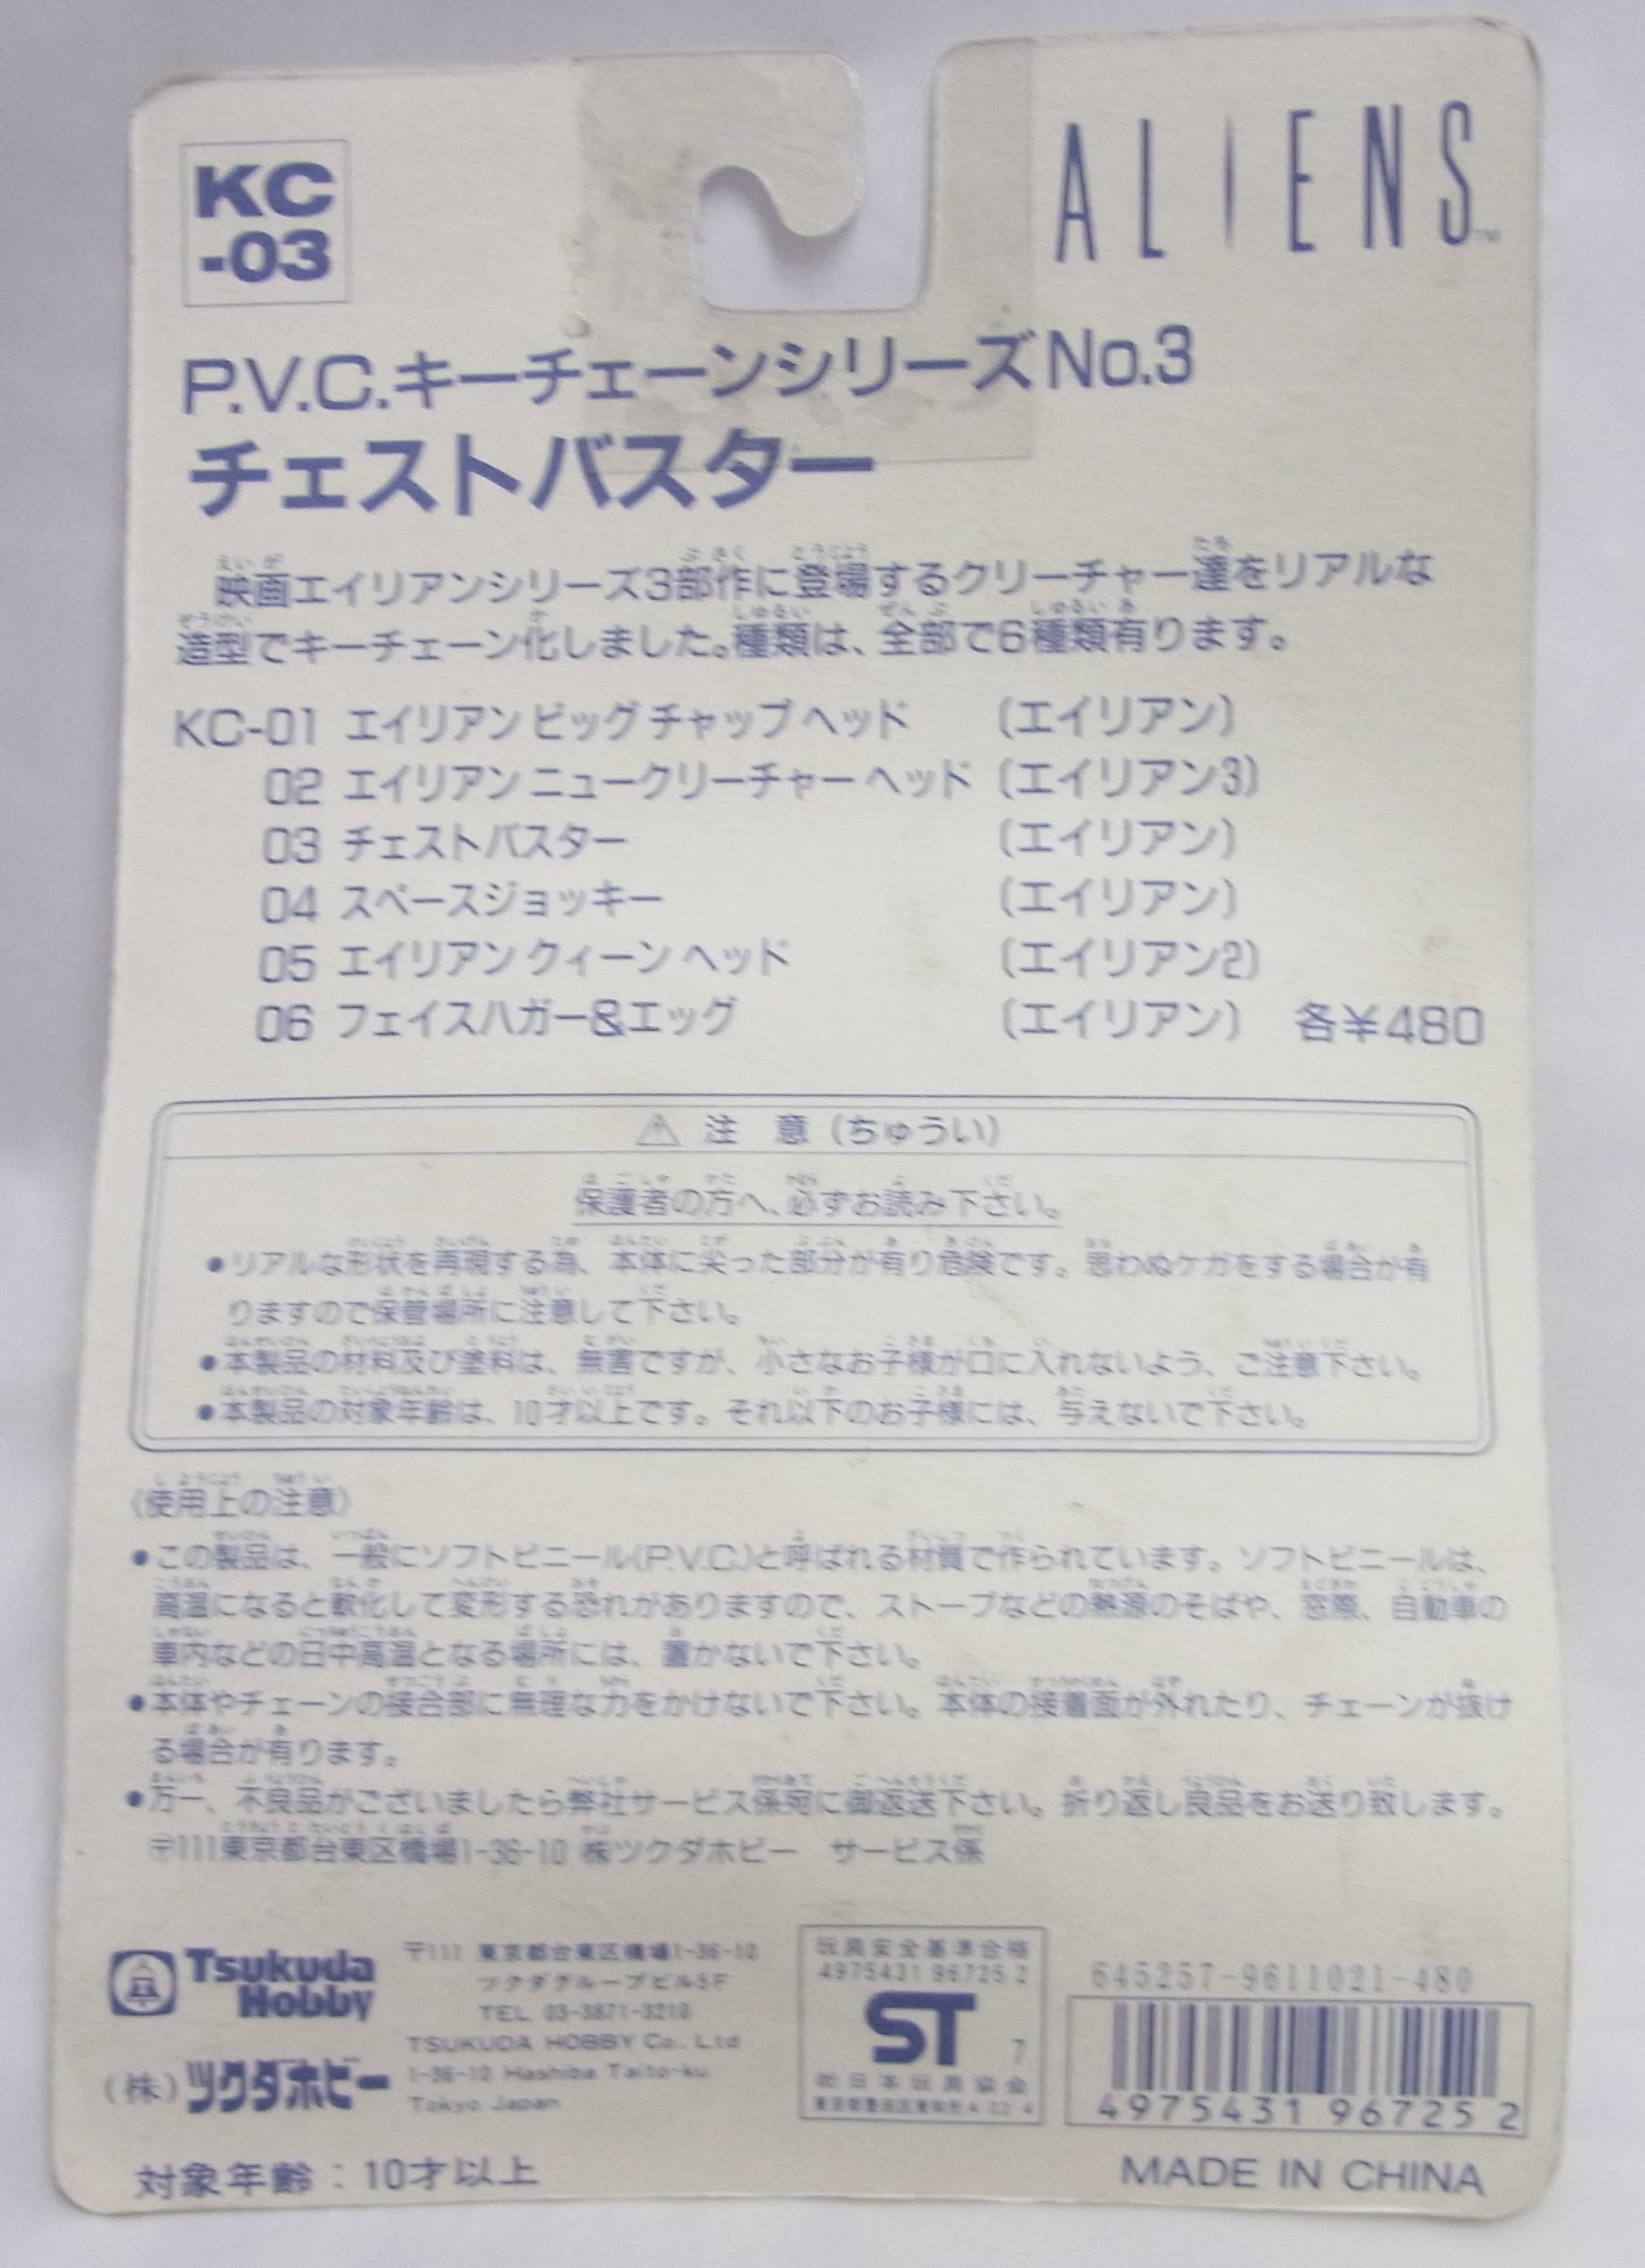 KC
-03
ALIENS™
P.V.C.キーチェーンシリーズNo.3
チェストバスター
映画エイリアンシリーズ3部作に登場するクリーチャー達をリアルな
造型でキーチェーン化しました。種類は、全部で6種類有ります。
KC-01 エイリアン ビッグ チャップ ヘッド (エイリアン)
02 エイリアン ニュークリーチャー ヘッド (エイリアン3)
03 チェストバスター (エイリアン)
04 スペースジョッキー (エイリアン)
05 エイリアン クィーン ヘッド (エイリアン2)
06 フェイスハガー&エッグ (エイリアン) 各¥480
⚠ 注 意 (ちゅうい)
保護者の方へ、必ずお読み下さい。
●リアルな形状を再現する為、本体に尖った部分が有り危険です。思わぬケガをする場合が有
りますので保管場所に注意して下さい。
●本製品の材料及び塗料は、無害ですが、小さなお子様が口に入れないよう、ご注意下さい。
●本製品の対象年齢は、10才以上です。それ以下のお子様には、与えないで下さい。
〈使用上の注意〉
●この製品は、一般にソフトビニール(P.V.C.)と呼ばれる材質で作られています。ソフトビニールは、
高温になると軟化して変形する恐れがありますので、ストーブなどの熱源のそばや、窓際、自動車の
車内などの日中高温となる場所には、置かないで下さい。
●本体やチェーンの接合部に無理な力をかけないで下さい。本体の接着面が外れたり、チェーンが抜け
る場合が有ります。
●万一、不良品がございましたら弊社サービス係宛に御返送下さい。折り返し良品をお送り致します。
〒111東京都台東区橋場1-36-10 ㈱ツクダホビー サービス係
Tsukuda
Hobby
(株)ツクダホビー
〒111 東京都台東区橋場1-36-10
ツクダグループビル5F
TEL 03-3871-3210
TSUKUDA HOBBY Co. Ltd
1-36-10 Hashiba Taito-ku
Tokyo Japan
玩具安全基準合格
4975431 96725 2
ST 7
㈶日本玩具協会
東京都墨田区東駒形4-22-4
645257-9611021-480
4975431 96725 2
対象年齢：10才以上
MADE IN CHINA